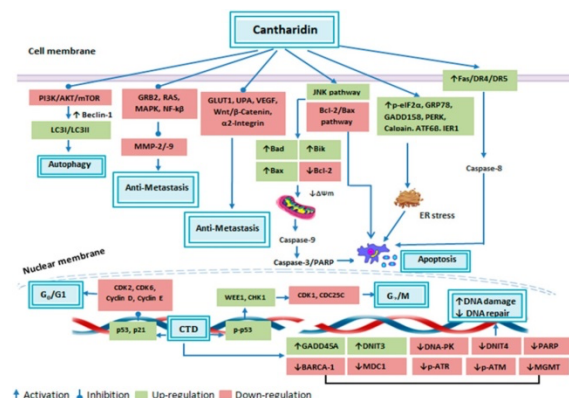 Cantharidin
Cell membrane
PI3K/AKT/mTOR
↑ Beclin-1
LC3I/LC3II
Autophagy
GRB2, RAS,
MAPK, NF-kβ
MMP-2/-9
Anti-Metastasis
GLUT1, UPA, VEGF,
Wnt/β-Catenin,
α2-Integrin
Anti-Metastasis
JNK pathway
Bcl-2/Bax
pathway
↑Bad
↑Bik
↑Bax
↓Bcl-2
↓ΔΨm
Caspase-9
Caspase-3/PARP
↑p-eIF2α, GRP78,
GADD158, PERK,
Calpain, ATF6B, IER1
ER stress
↑Fas/DR4/DR5
Caspase-8
Apoptosis
Nuclear membrane
G₀/G1
CDK2, CDK6,
Cyclin D, Cyclin E
p53, p21
CTD
WEE1, CHK1
p-p53
CDK1, CDC25C
G₂/M
↑DNA damage
↓ DNA repair
↑GADD45A
↑DNIT3
↓DNA-PK
↓DNIT4
↓PARP
↓BARCA-1
↓MDC1
↓p-ATR
↓p-ATM
↓MGMT
↑ Activation
↓ Inhibition
Up-regulation
Down-regulation